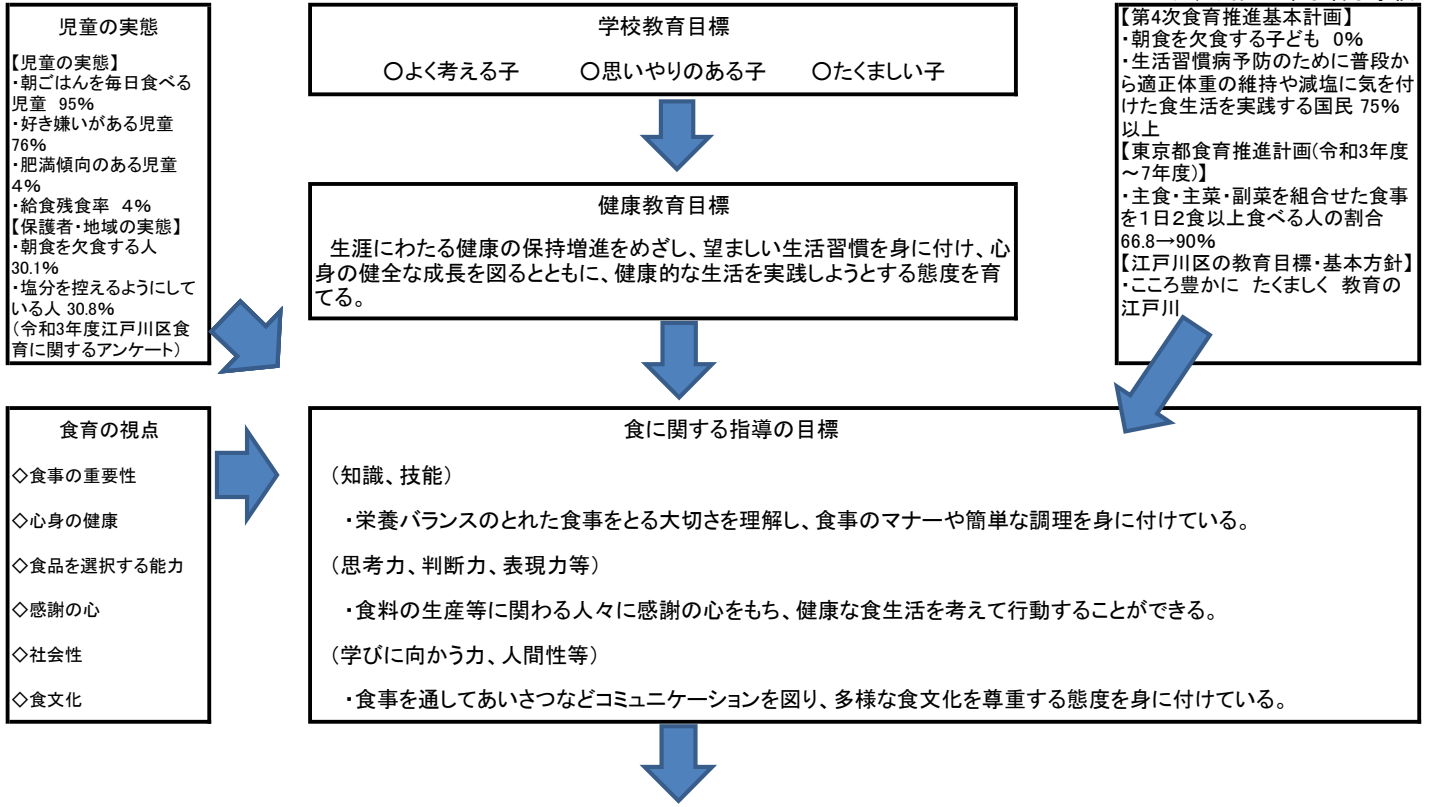 児童の実態
【児童の実態】
・朝ごはんを毎日食べる
児童 95%
・好き嫌いがある児童
76%
・肥満傾向のある児童
4%
・給食残食率 4%
【保護者・地域の実態】
・朝食を欠食する人
30.1%
・塩分を控えるようにして
いる人 30.8%
(令和3年度江戸川区食
育に関するアンケート)
学校教育目標
〇よく考える子 〇思いやりのある子 〇たくましい子
健康教育目標
生涯にわたる健康の保持増進をめざし、望ましい生活習慣を身に付け、心
身の健全な成長を図るとともに、健康的な生活を実践しようとする態度を育
てる。
【第4次食育推進基本計画】
・朝食を欠食する子ども 0%
・生活習慣病予防のために普段か
ら適正体重の維持や減塩に気を付
けた食生活を実践する国民 75%
以上
【東京都食育推進計画(令和3年度
~7年度)】
・主食・主菜・副菜を組合せた食事
を1日2食以上食べる人の割合
66.8→90%
【江戸川区の教育目標・基本方針】
・こころ豊かに たくましく 教育の
江戸川
食育の視点
◇食事の重要性
◇心身の健康
◇食品を選択する能力
◇感謝の心
◇社会性
◇食文化
食に関する指導の目標
(知識、技能)
・栄養バランスのとれた食事をとる大切さを理解し、食事のマナーや簡単な調理を身に付けている。
(思考力、判断力、表現力等)
・食料の生産等に関わる人々に感謝の心をもち、健康な食生活を考えて行動することができる。
(学びに向かう力、人間性等)
・食事を通してあいさつなどコミュニケーションを図り、多様な食文化を尊重する態度を身に付けている。